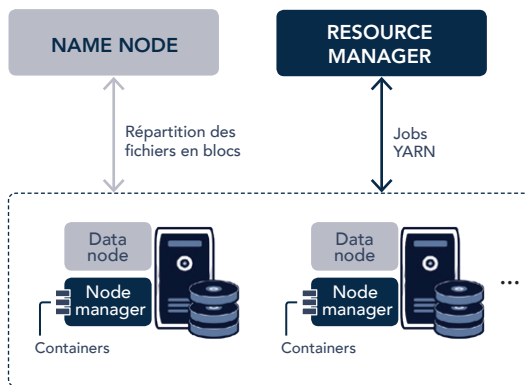 NAME NODE
RESOURCE
MANAGER
Répartition des
fichiers en blocs
Jobs
YARN
Data
node
Node
manager
Containers
Data
node
Node
manager
Containers
...